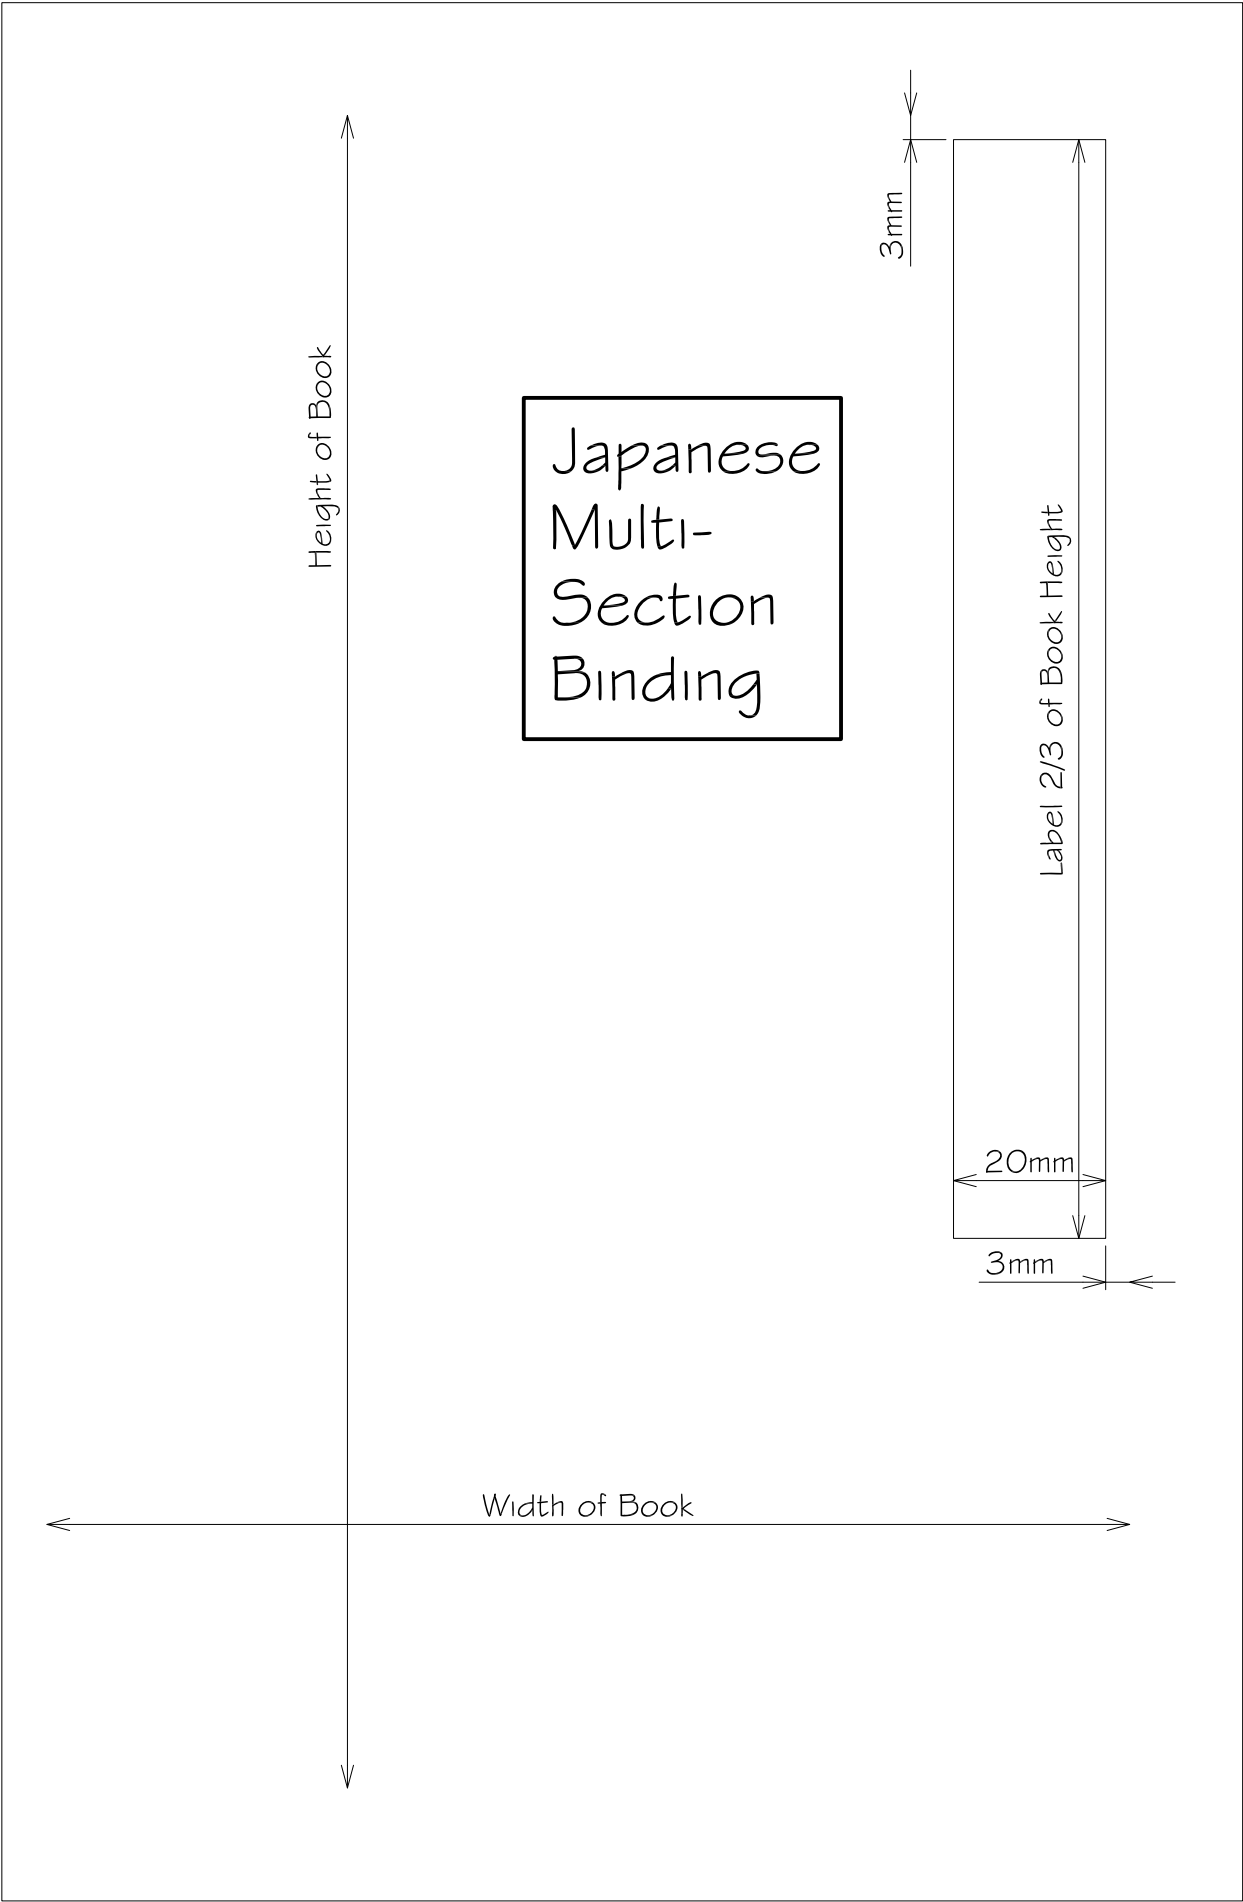 3mm
Height of Book
Japanese
Multi-
Section
Binding
Label 2/3 of Book Height
20mm
3mm
Width of Book